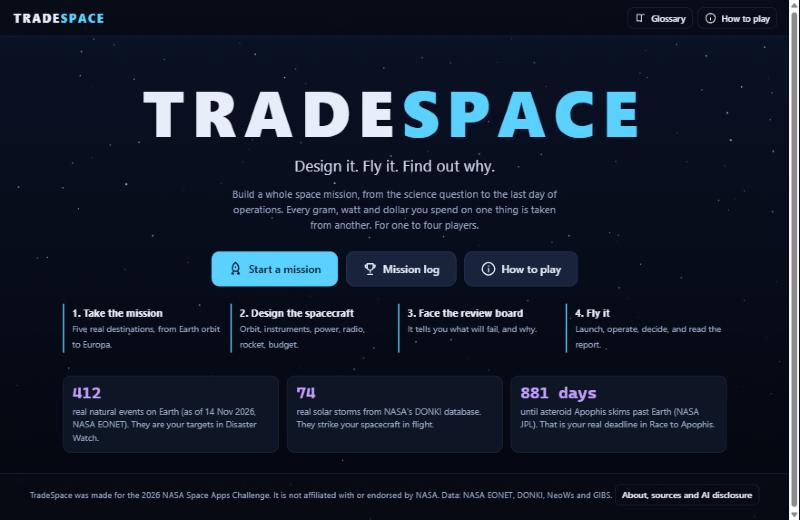 TRADESPACE
Glossary
How to play
TRADESPACE
Design it. Fly it. Find out why.
Build a whole space mission, from the science question to the last day of
operations. Every gram, watt and dollar you spend on one thing is taken
from another. For one to four players.
Start a mission
Mission log
How to play
1. Take the mission
Five real destinations, from Earth orbit
to Europa.
2. Design the spacecraft
Orbit, instruments, power, radio,
rocket, budget.
3. Face the review board
It tells you what will fail, and why.
4. Fly it
Launch, operate, decide, and read the
report.
412
real natural events on Earth (as of 14 Nov 2026,
NASA EONET). They are your targets in Disaster
Watch.
74
real solar storms from NASA's DONKI database.
They strike your spacecraft in flight.
881 days
until asteroid Apophis skims past Earth (NASA
JPL). That is your real deadline in Race to Apophis.
TradeSpace was made for the 2026 NASA Space Apps Challenge. It is not affiliated with or endorsed by NASA. Data: NASA EONET, DONKI, NeoWs and GIBS.
About, sources and AI disclosure